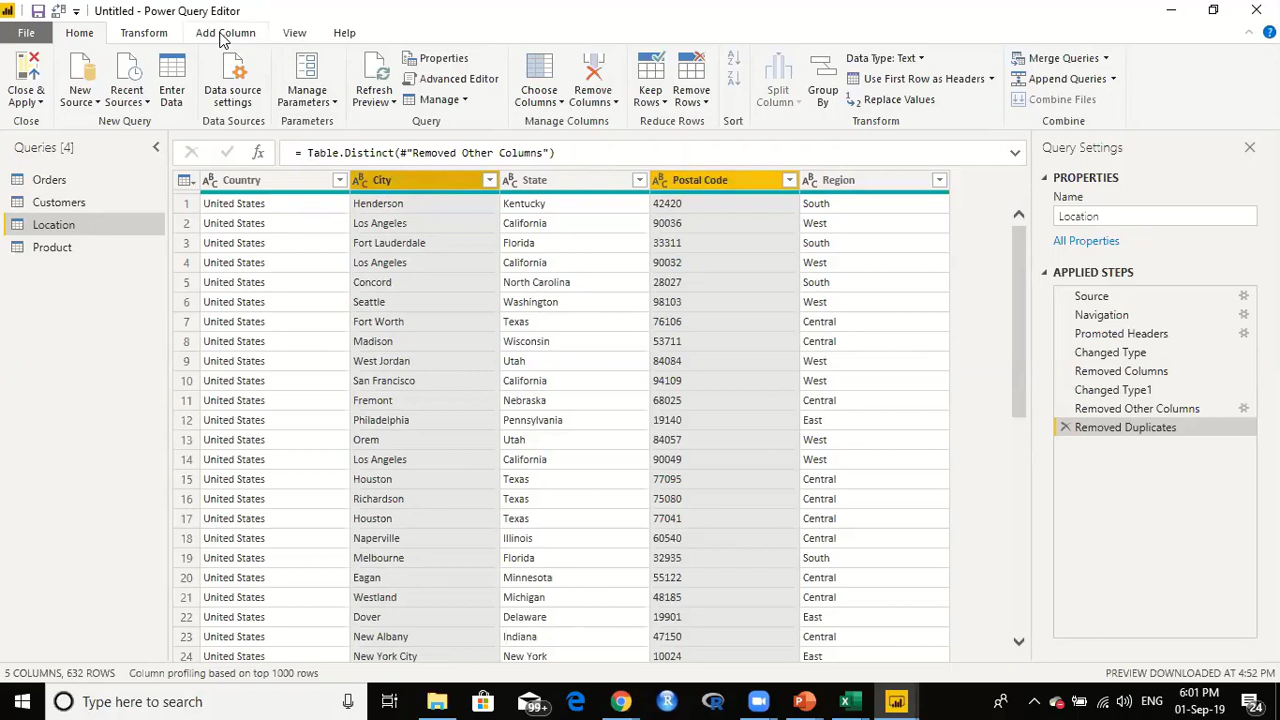 Untitled - Power Query Editor
File Home Transform Add Column View Help
Close & Apply
New Source
Recent Sources
Enter Data
Data source settings
Manage Parameters
Refresh Preview
Properties
Advanced Editor
Manage
Choose Columns
Remove Columns
Keep Rows
Remove Rows
Split Column
Group By
Data Type: Text
Use First Row as Headers
Replace Values
Merge Queries
Append Queries
Combine Files
Close New Query Data Sources Parameters Query Manage Columns Reduce Rows Sort Transform Combine
Queries [4]
Orders
Customers
Location
Product
= Table.Distinct(#"Removed Other Columns")
Country City State Postal Code Region
1 United States Henderson Kentucky 42420 South
2 United States Los Angeles California 90036 West
3 United States Fort Lauderdale Florida 33311 South
4 United States Los Angeles California 90032 West
5 United States Concord North Carolina 28027 South
6 United States Seattle Washington 98103 West
7 United States Fort Worth Texas 76106 Central
8 United States Madison Wisconsin 53711 Central
9 United States West Jordan Utah 84084 West
10 United States San Francisco California 94109 West
11 United States Fremont Nebraska 68025 Central
12 United States Philadelphia Pennsylvania 19140 East
13 United States Orem Utah 84057 West
14 United States Los Angeles California 90049 West
15 United States Houston Texas 77095 Central
16 United States Richardson Texas 75080 Central
17 United States Houston Texas 77041 Central
18 United States Naperville Illinois 60540 Central
19 United States Melbourne Florida 32935 South
20 United States Eagan Minnesota 55122 Central
21 United States Westland Michigan 48185 Central
22 United States Dover Delaware 19901 East
23 United States New Albany Indiana 47150 Central
24 United States New York City New York 10024 East
Query Settings
PROPERTIES
Name
Location
All Properties
APPLIED STEPS
Source
Navigation
Promoted Headers
Changed Type
Removed Columns
Changed Type1
Removed Other Columns
Removed Duplicates
5 COLUMNS, 632 ROWS Column profiling based on top 1000 rows PREVIEW DOWNLOADED AT 4:52 PM
Type here to search
99+
ENG
6:01 PM
01-Sep-19
24